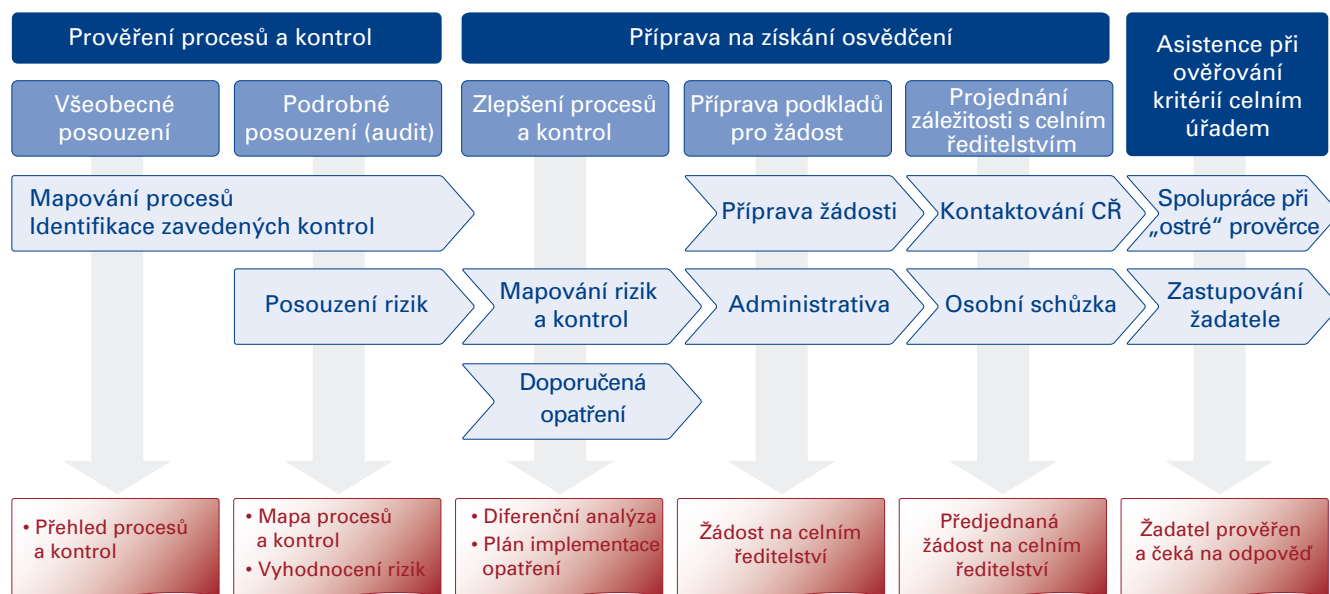 Prověření procesů a kontrol
Příprava na získání osvědčení
Asistence při
ověřování
kritérií celním
úřadem
Všeobecné
posouzení
Podrobné
posouzení (audit)
Zlepšení procesů
a kontrol
Příprava podkladů
pro žádost
Projednání
záležitosti s celním
ředitelstvím
Mapování procesů
Identifikace zavedených kontrol
Příprava žádosti
Kontaktování CŘ
Spolupráce při
„ostré“ prověrce
Posouzení rizik
Mapování rizik
a kontrol
Administrativa
Osobní schůzka
Zastupování
žadatele
Doporučená
opatření
• Přehled procesů
a kontrol
• Mapa procesů
a kontrol
• Vyhodnocení rizik
• Diferenční analýza
• Plán implementace
opatření
Žádost na celním
ředitelství
Předjednaná
žádost na celním
ředitelství
Žadatel prověřen
a čeká na odpověď